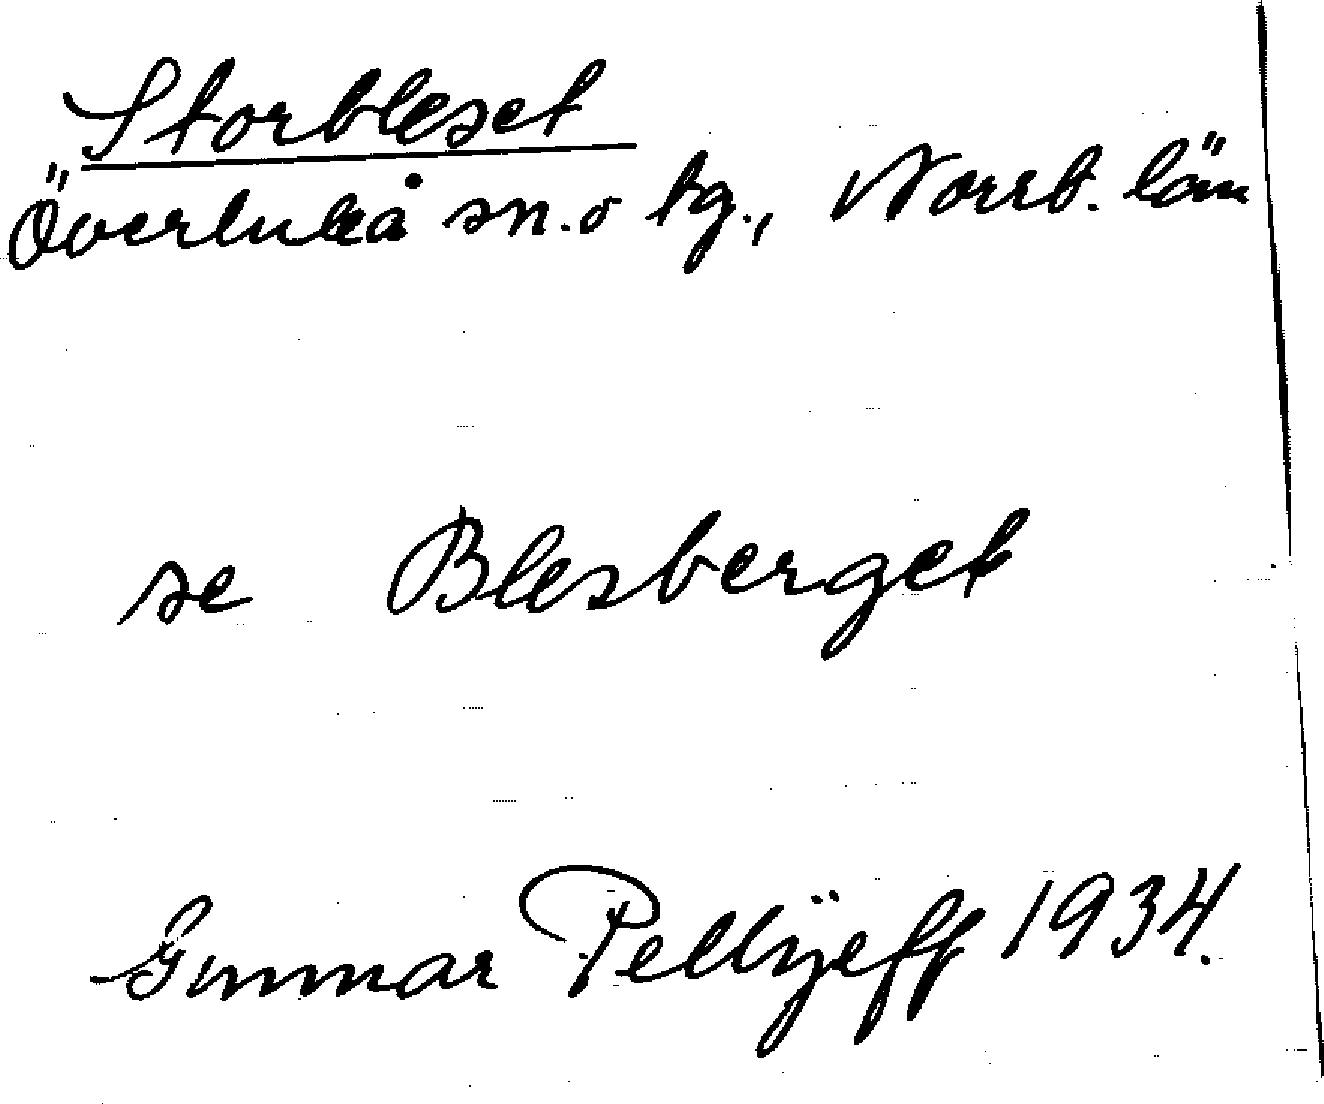 Storbleset
Överluleå sn. o tg., Norrb. län
se Blesberget
Gunnar Pellijeff 1934.